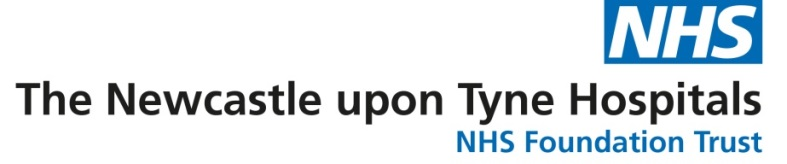 NHS
The Newcastle upon Tyne Hospitals
NHS Foundation Trust